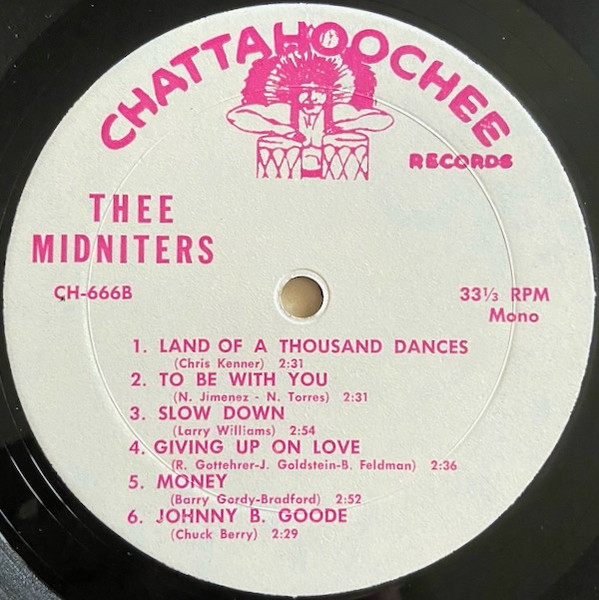 CHATTAHOOCHEE
RECORDS
THEE
MIDNITERS
CH-666B
33⅓ RPM
Mono
1. LAND OF A THOUSAND DANCES
(Chris Kenner) 2:31
2. TO BE WITH YOU
(N. Jimenez - N. Torres) 2:31
3. SLOW DOWN
(Larry Williams) 2:54
4. GIVING UP ON LOVE
(R. Gottehrer-J. Goldstein-B. Feldman) 2:36
5. MONEY
(Barry Gordy-Bradford) 2:52
6. JOHNNY B. GOODE
(Chuck Berry) 2:29